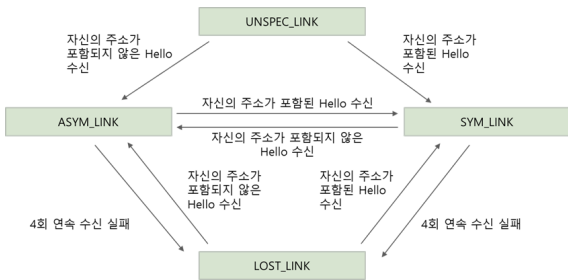 UNSPEC_LINK
자신의 주소가
포함되지 않은 Hello
수신
자신의 주소가
포함된 Hello
수신
ASYM_LINK
자신의 주소가 포함된 Hello 수신
SYM_LINK
자신의 주소가 포함되지 않은
Hello 수신
자신의 주소가
포함되지 않은
Hello 수신
자신의 주소가
포함된 Hello
수신
4회 연속 수신 실패
4회 연속 수신 실패
LOST_LINK